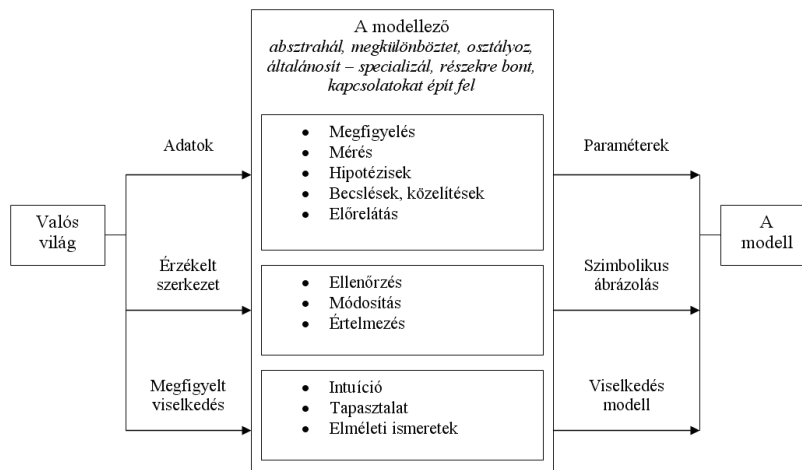 A modellező
absztrahál, megkülönböztet, osztályoz,
általánosít – specializál, részekre bont,
kapcsolatokat épít fel
Adatok
• Megfigyelés
• Mérés
• Hipotézisek
• Becslések, közelítések
• Előrelátás
Paraméterek
Valós
világ
A
modell
Érzékelt
szerkezet
• Ellenőrzés
• Módosítás
• Értelmezés
Szimbolikus
ábrázolás
Megfigyelt
viselkedés
• Intuíció
• Tapasztalat
• Elméleti ismeretek
Viselkedés
modell